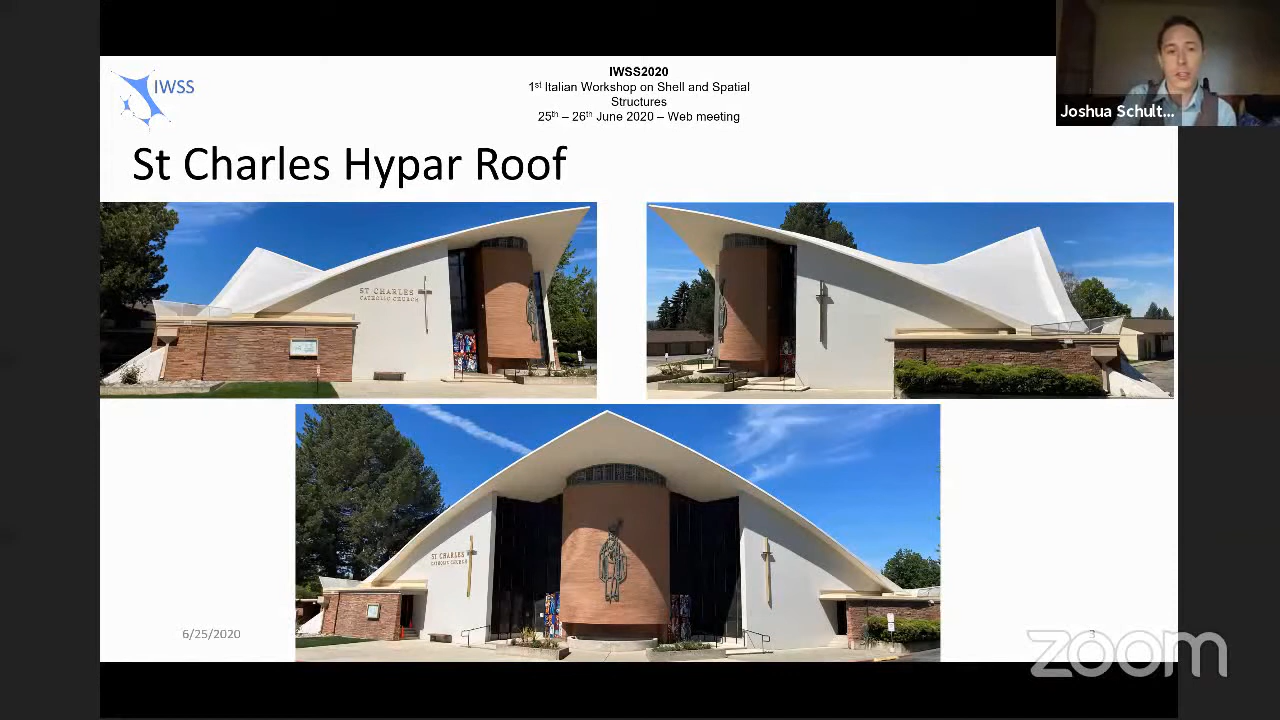 IWSS
IWSS2020
1st Italian Workshop on Shell and Spatial
Structures
25th – 26th June 2020 – Web meeting
Joshua Schult...
St Charles Hypar Roof
ST CHARLES
CATHOLIC CHURCH
ST CHARLES
CATHOLIC CHURCH
6/25/2020
3
zoom